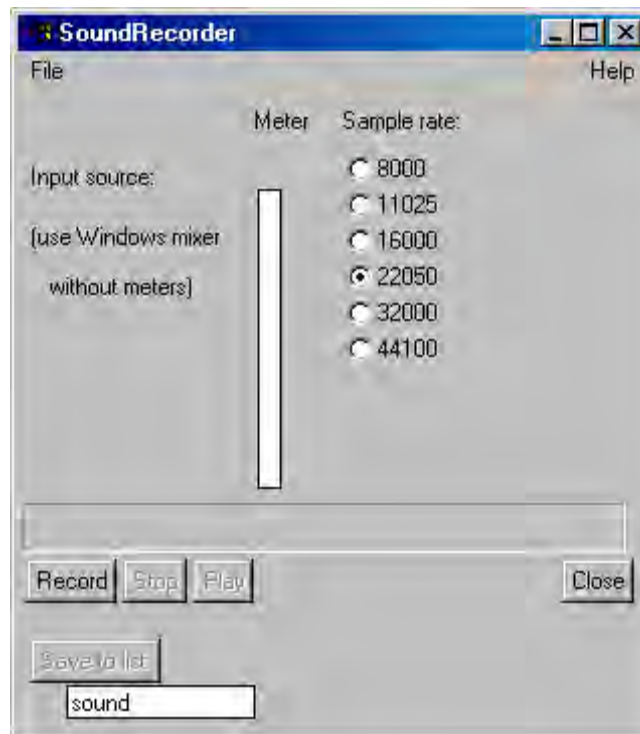 SoundRecorder
File Help
Meter Sample rate:
Input source:
(use Windows mixer
without meters)
8000
11025
16000
22050
32000
44100
Record Stop Play Close
Save to list
sound